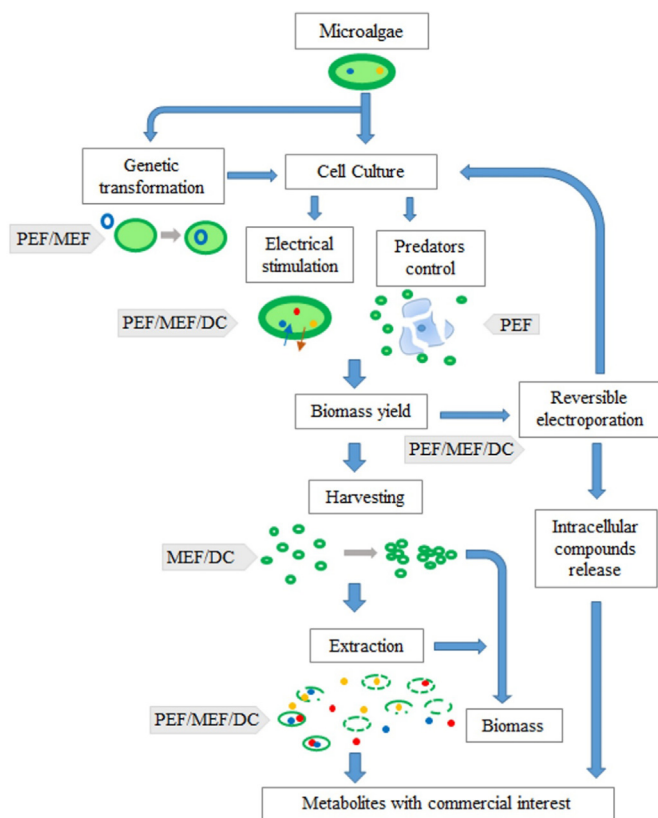 Microalgae
Genetic
transformation
Cell Culture
PEF/MEF
Electrical
stimulation
Predators
control
PEF/MEF/DC
PEF
Biomass yield
Reversible
electroporation
PEF/MEF/DC
Harvesting
MEF/DC
Intracellular
compounds
release
Extraction
PEF/MEF/DC
Biomass
Metabolites with commercial interest